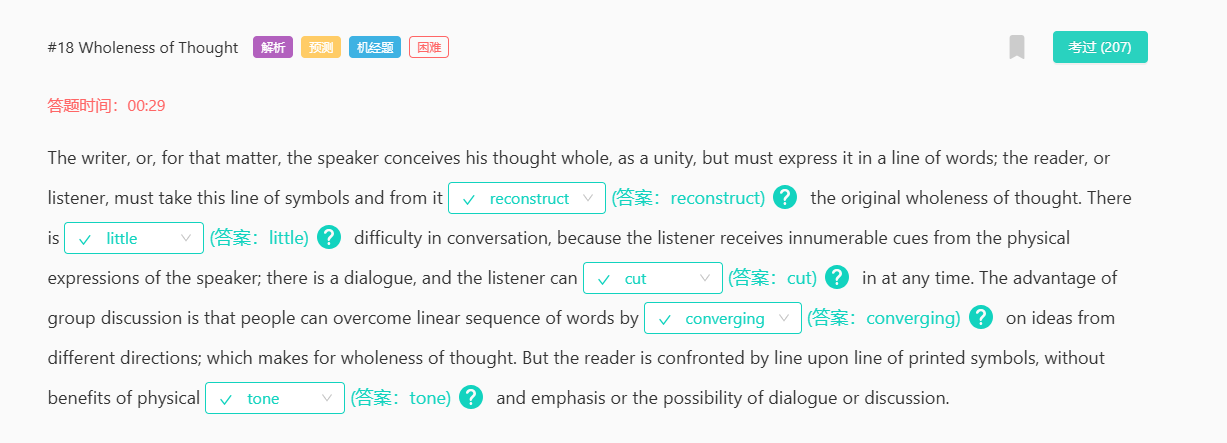 #18 Wholeness of Thought 解析 预测 机经题 困难 考过 (207)
答题时间：00:29
The writer, or, for that matter, the speaker conceives his thought whole, as a unity, but must express it in a line of words; the reader, or
listener, must take this line of symbols and from it reconstruct (答案：reconstruct) ? the original wholeness of thought. There
is little (答案：little) ? difficulty in conversation, because the listener receives innumerable cues from the physical
expressions of the speaker; there is a dialogue, and the listener can cut (答案：cut) ? in at any time. The advantage of
group discussion is that people can overcome linear sequence of words by converging (答案：converging) ? on ideas from
different directions; which makes for wholeness of thought. But the reader is confronted by line upon line of printed symbols, without
benefits of physical tone (答案：tone) ? and emphasis or the possibility of dialogue or discussion.